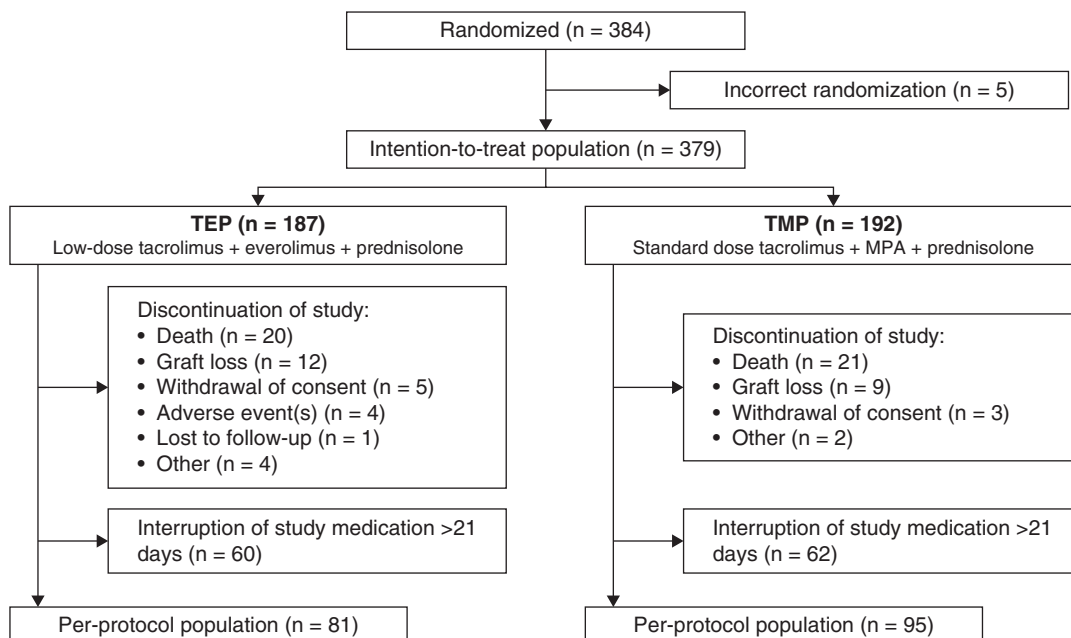 Randomized (n = 384)
Incorrect randomization (n = 5)
Intention-to-treat population (n = 379)
TEP (n = 187)
Low-dose tacrolimus + everolimus + prednisolone
TMP (n = 192)
Standard dose tacrolimus + MPA + prednisolone
Discontinuation of study:
• Death (n = 20)
• Graft loss (n = 12)
• Withdrawal of consent (n = 5)
• Adverse event(s) (n = 4)
• Lost to follow-up (n = 1)
• Other (n = 4)
Discontinuation of study:
• Death (n = 21)
• Graft loss (n = 9)
• Withdrawal of consent (n = 3)
• Other (n = 2)
Interruption of study medication >21
days (n = 60)
Interruption of study medication >21
days (n = 62)
Per-protocol population (n = 81)
Per-protocol population (n = 95)